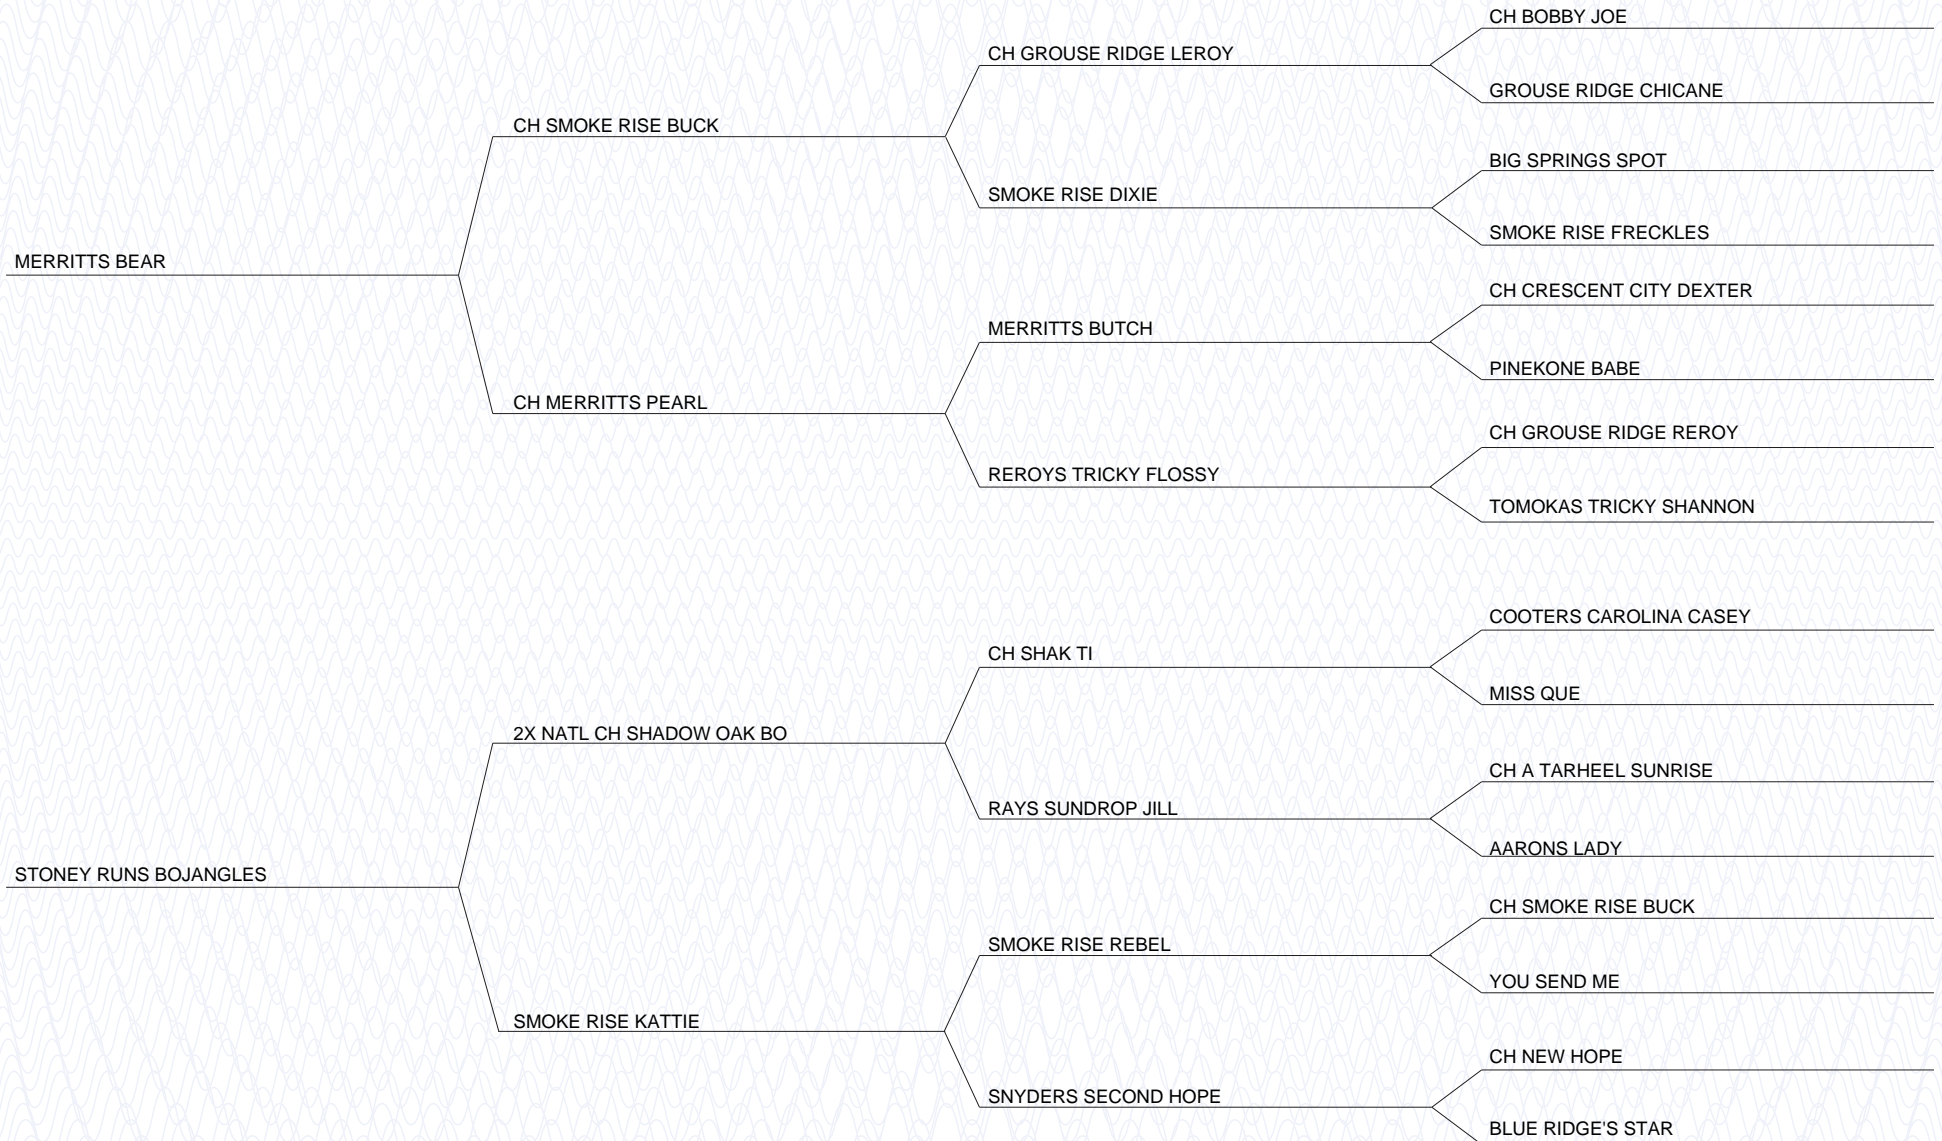 CH BOBBY JOE
CH GROUSE RIDGE LEROY
GROUSE RIDGE CHICANE
CH SMOKE RISE BUCK
BIG SPRINGS SPOT
SMOKE RISE DIXIE
SMOKE RISE FRECKLES
MERRITTS BEAR
CH CRESCENT CITY DEXTER
MERRITTS BUTCH
PINEKONE BABE
CH MERRITTS PEARL
CH GROUSE RIDGE REROY
REROYS TRICKY FLOSSY
TOMOKAS TRICKY SHANNON
COOTERS CAROLINA CASEY
CH SHAK TI
MISS QUE
2X NATL CH SHADOW OAK BO
CH A TARHEEL SUNRISE
RAYS SUNDROP JILL
AARONS LADY
STONEY RUNS BOJANGLES
CH SMOKE RISE BUCK
SMOKE RISE REBEL
YOU SEND ME
SMOKE RISE KATTIE
CH NEW HOPE
SNYDERS SECOND HOPE
BLUE RIDGE'S STAR